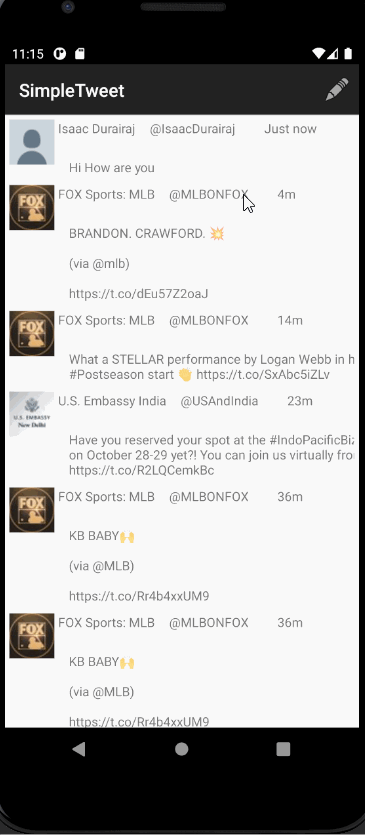 11:15
SimpleTweet
Isaac Durairaj @IsaacDurairaj Just now
Hi How are you
FOX Sports: MLB @MLBONFOX 4m
BRANDON. CRAWFORD. 💥
(via @mlb)
https://t.co/dEu57Z2oaJ
FOX Sports: MLB @MLBONFOX 14m
What a STELLAR performance by Logan Webb in h
#Postseason start 👏 https://t.co/SxAbc5iZLv
U.S. EMBASSY
New Delhi
U.S. Embassy India @USAndIndia 23m
Have you reserved your spot at the #IndoPacificBiz
on October 28-29 yet?! You can join us virtually fro
https://t.co/R2LQCemkBc
FOX Sports: MLB @MLBONFOX 36m
KB BABY🙌
(via @MLB)
https://t.co/Rr4b4xxUM9
FOX Sports: MLB @MLBONFOX 36m
KB BABY🙌
(via @MLB)
https://t.co/Rr4b4xxUM9